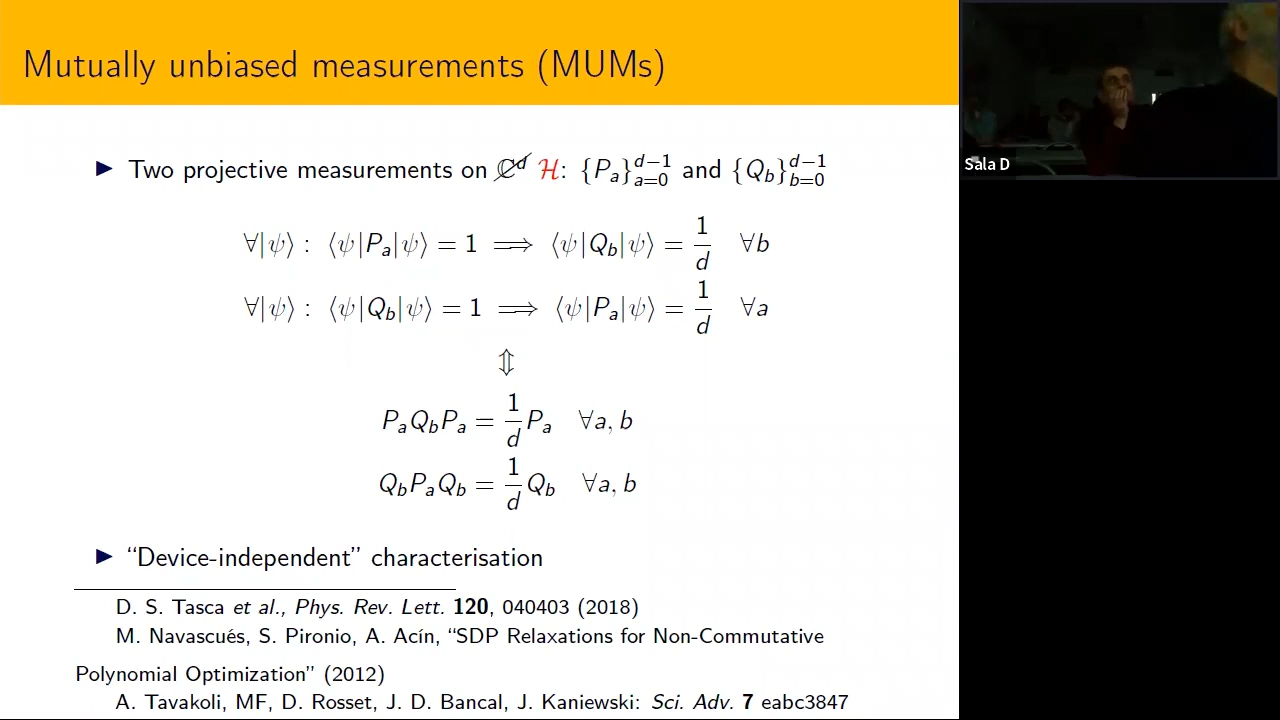 Mutually unbiased measurements (MUMs)
▶ Two projective measurements on ℂ^d ℋ: {P_a}_{a=0}^{d−1} and {Q_b}_{b=0}^{d−1}
∀|ψ⟩ : ⟨ψ|P_a|ψ⟩ = 1 ⟹ ⟨ψ|Q_b|ψ⟩ = 1/d ∀b
∀|ψ⟩ : ⟨ψ|Q_b|ψ⟩ = 1 ⟹ ⟨ψ|P_a|ψ⟩ = 1/d ∀a
⇕
P_a Q_b P_a = 1/d P_a ∀a, b
Q_b P_a Q_b = 1/d Q_b ∀a, b
▶ “Device-independent” characterisation
D. S. Tasca et al., Phys. Rev. Lett. 120, 040403 (2018)
M. Navascués, S. Pironio, A. Acín, “SDP Relaxations for Non-Commutative
Polynomial Optimization” (2012)
A. Tavakoli, MF, D. Rosset, J. D. Bancal, J. Kaniewski: Sci. Adv. 7 eabc3847
Sala D